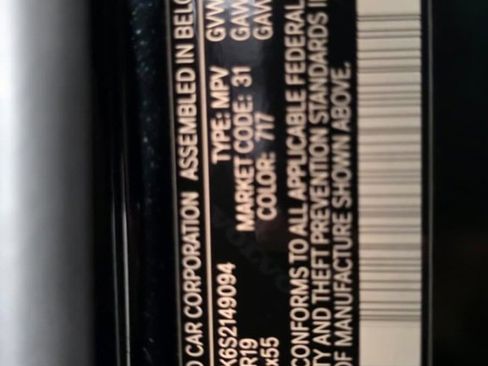 O CAR CORPORATION ASSEMBLED IN BELG
GVW
TYPE: MPV GAW
K6S2149094 MARKET CODE: 31 GAW
R19 COLOR: 717
x55
CONFORMS TO ALL APPLICABLE FEDERAL
TY AND THEFT PREVENTION STANDARDS I
OF MANUFACTURE SHOWN ABOVE.